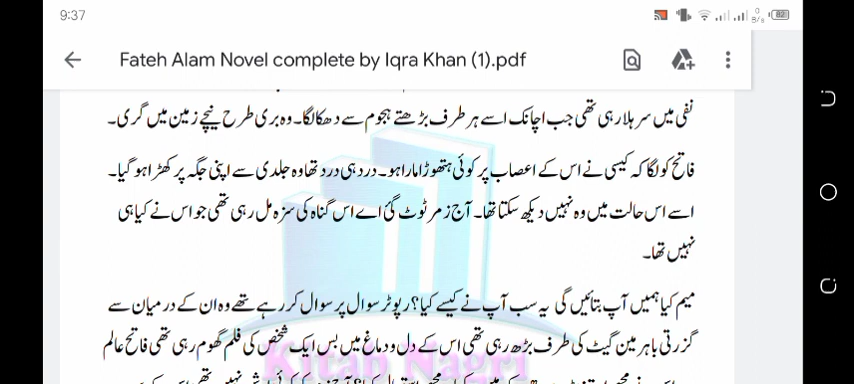 9:37
0 B/s 82
Fateh Alam Novel complete by Iqra Khan (1).pdf
نفی میں سر ہلا رہی تھی جب اچانک اسے ہر طرف بڑھتے ہجوم سے دھکا لگا۔ وہ بری طرح نیچے زمین میں گری۔
فاتح کو لگا کہ کیسی نے اس کے اعصاب پر کوئی ہتھوڑا مارا ہو۔ درد ہی درد تھا وہ جلدی سے اپنی جگہ پر کھڑا ہو گیا۔
اسے اس حالت میں وہ نہیں دیکھ سکتا تھا۔ آج زمر ٹوٹ گئ اے اس گناہ کی سزہ مل رہی تھی جو اس نے کیا ہی
نہیں تھا۔
میم کیا ہمیں آپ بتائیں گی یہ سب آپ نے کیسے کیا؟ رپوٹر سوال پر سوال کر رہے تھے وہ ان کے درمیان سے
گزرتی باہر مین گیٹ کی طرف بڑھ رہی تھی اس کے دل و دماغ میں بس ایک شخص کی فلم گھوم رہی تھی فاتح عالم
Kitab Nagri